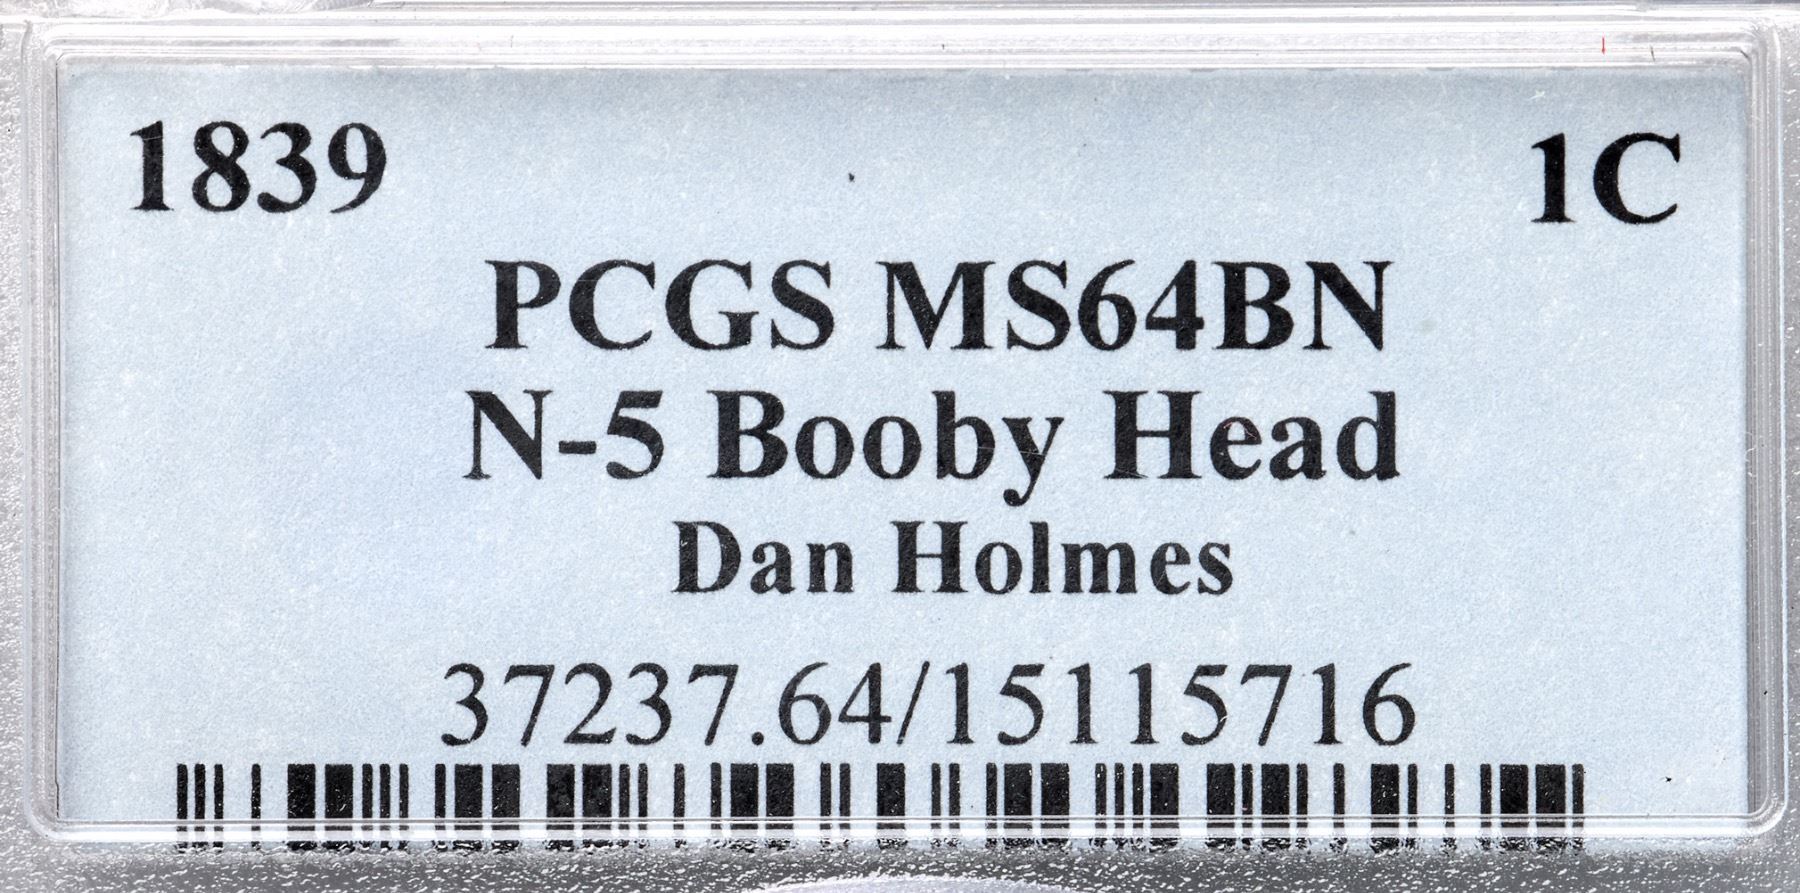 1839 1C
PCGS MS64BN
N-5 Booby Head
Dan Holmes
37237.64/15115716